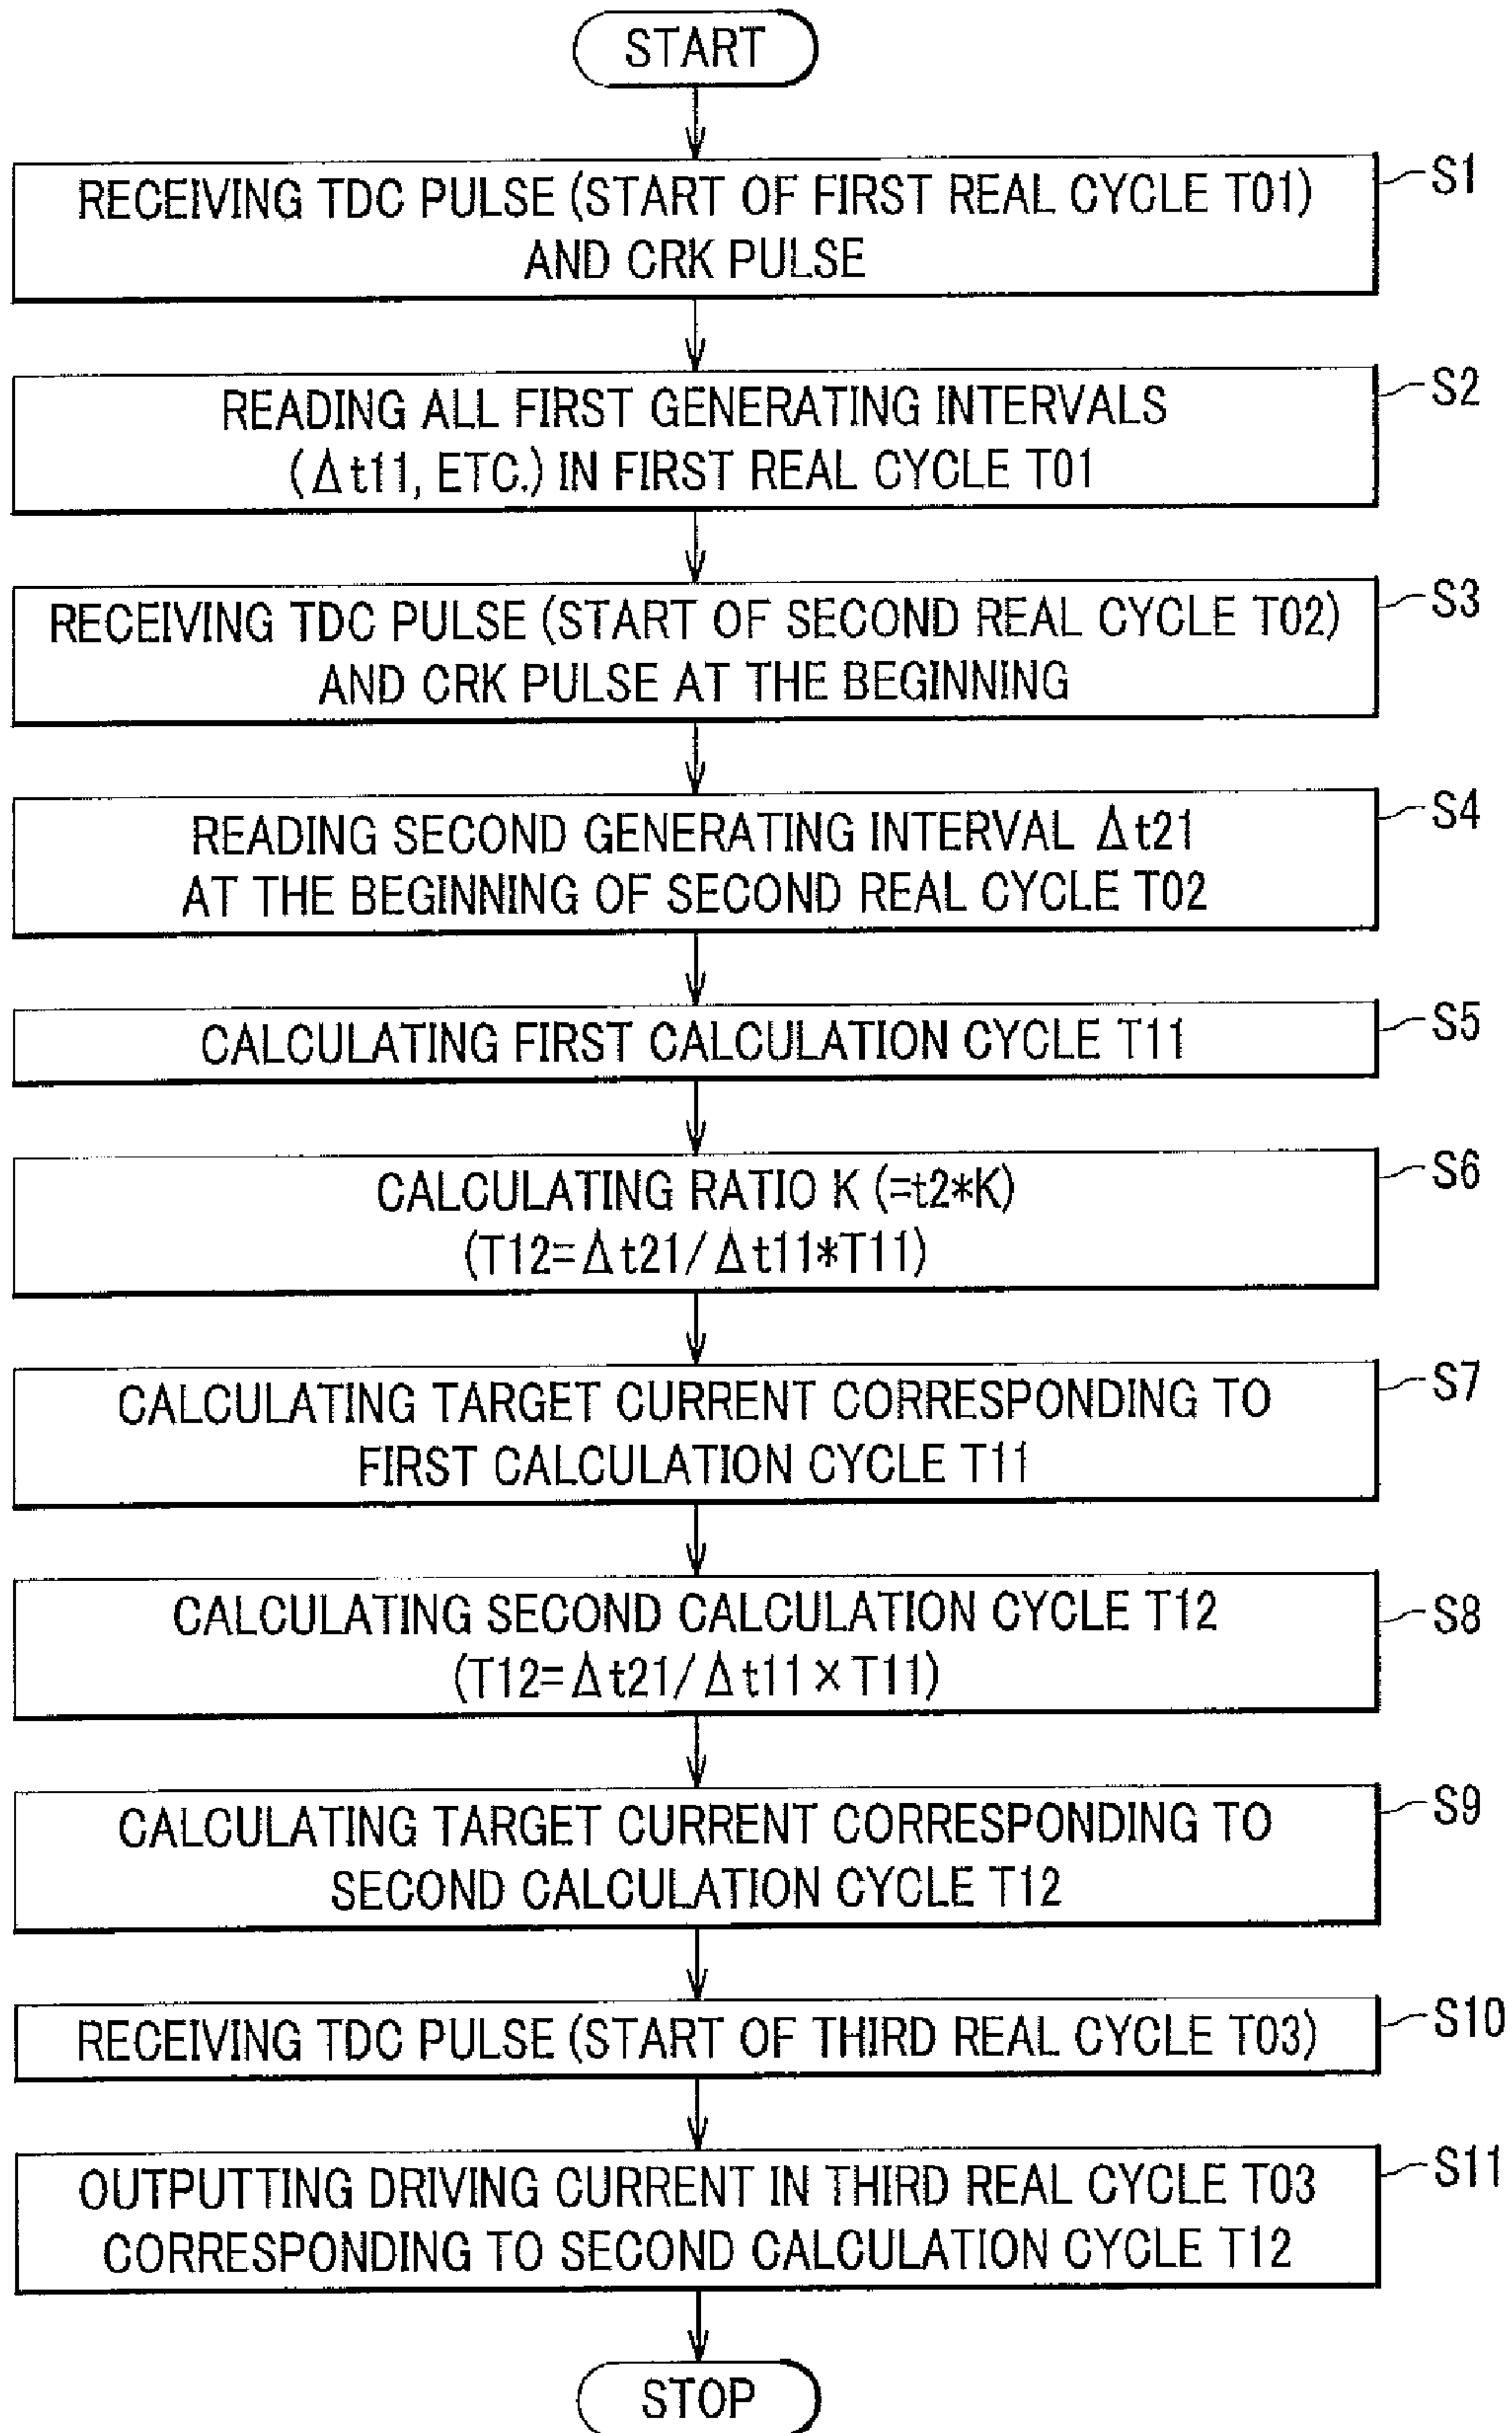 START
RECEIVING TDC PULSE (START OF FIRST REAL CYCLE T01)
AND CRK PULSE
S1
READING ALL FIRST GENERATING INTERVALS
(Δt11, ETC.) IN FIRST REAL CYCLE T01
S2
RECEIVING TDC PULSE (START OF SECOND REAL CYCLE T02)
AND CRK PULSE AT THE BEGINNING
S3
READING SECOND GENERATING INTERVAL Δt21
AT THE BEGINNING OF SECOND REAL CYCLE T02
S4
CALCULATING FIRST CALCULATION CYCLE T11
S5
CALCULATING RATIO K (=t2*K)
(T12=Δt21/Δt11*T11)
S6
CALCULATING TARGET CURRENT CORRESPONDING TO
FIRST CALCULATION CYCLE T11
S7
CALCULATING SECOND CALCULATION CYCLE T12
(T12=Δt21/Δt11×T11)
S8
CALCULATING TARGET CURRENT CORRESPONDING TO
SECOND CALCULATION CYCLE T12
S9
RECEIVING TDC PULSE (START OF THIRD REAL CYCLE T03)
S10
OUTPUTTING DRIVING CURRENT IN THIRD REAL CYCLE T03
CORRESPONDING TO SECOND CALCULATION CYCLE T12
S11
STOP